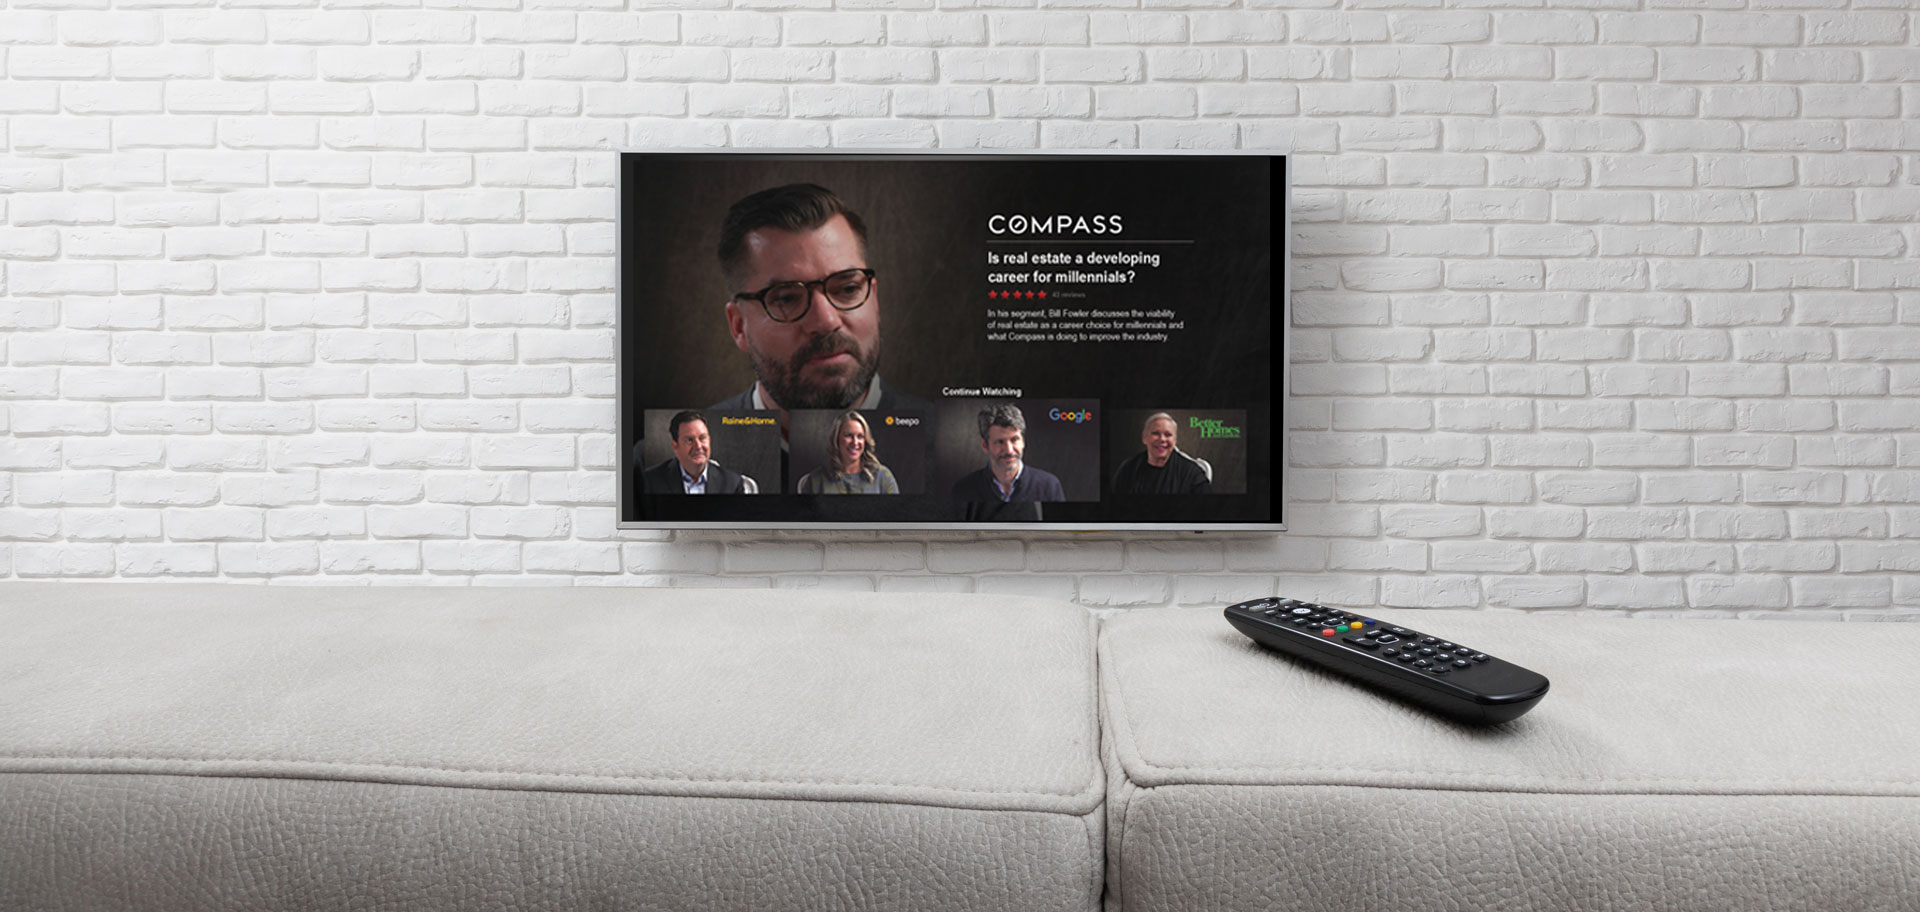 COMPASS
Is real estate a developing
career for millennials?
42 reviews
In his segment, Bill Fowler discusses the viability
of real estate as a career choice for millennials and
what Compass is doing to improve the industry.
Continue Watching
Raine&Horne.
beepo
Google
Better
Homes